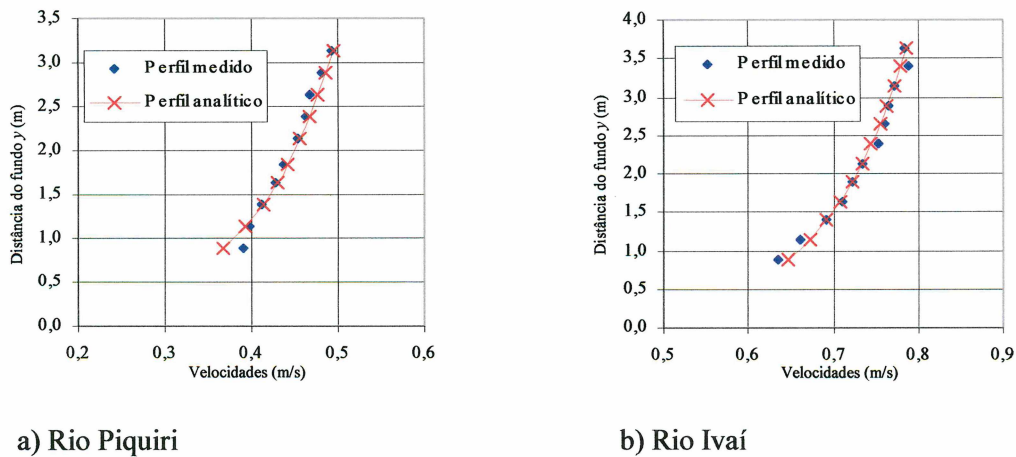 3,5
3,0
2,5
2,0
1,5
1,0
0,5
0,0
Distância do fundo y (m)
Perfil medido
Perfil analítico
0,2
0,3
0,4
0,5
0,6
Velocidades (m/s)
a) Rio Piquiri
4,0
3,5
3,0
2,5
2,0
1,5
1,0
0,5
0,0
Distância do fundo y (m)
Perfil medido
Perfil analítico
0,5
0,6
0,7
0,8
0,9
Velocidades (m/s)
b) Rio Ivaí